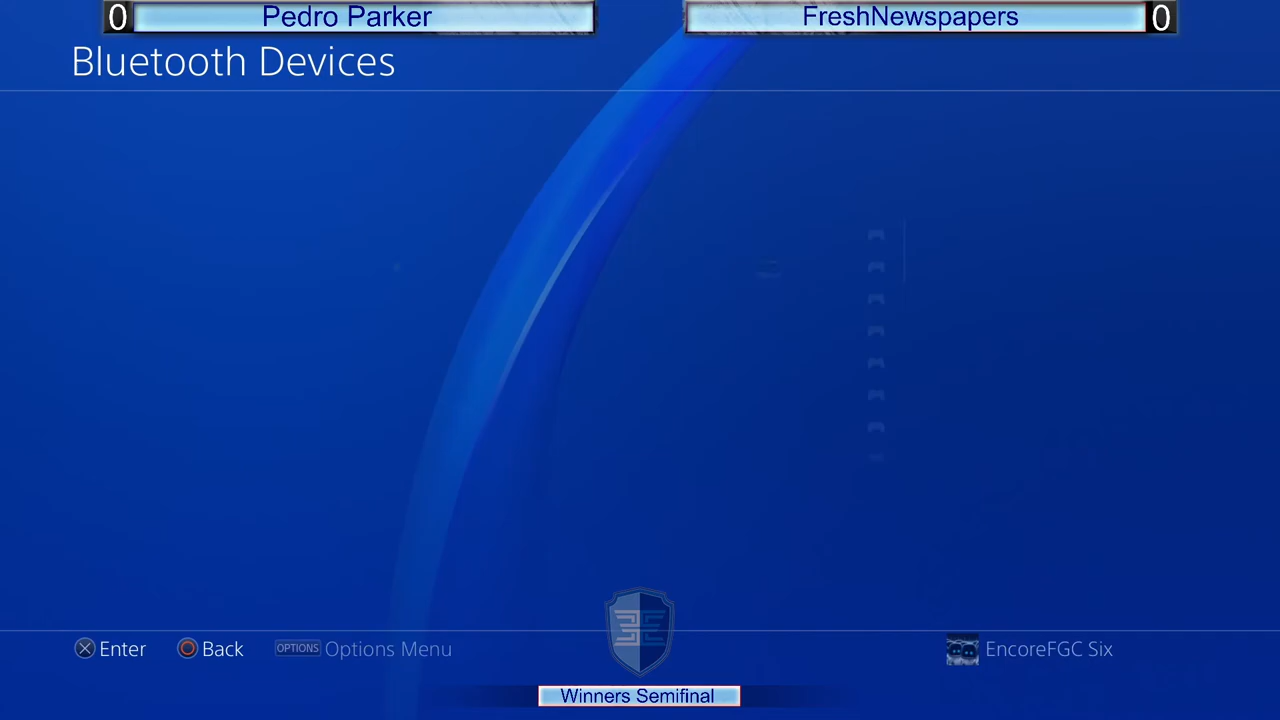 0 Pedro Parker FreshNewspapers 0
Bluetooth Devices
Enter Back OPTIONS Options Menu EncoreFGC Six
Winners Semifinal